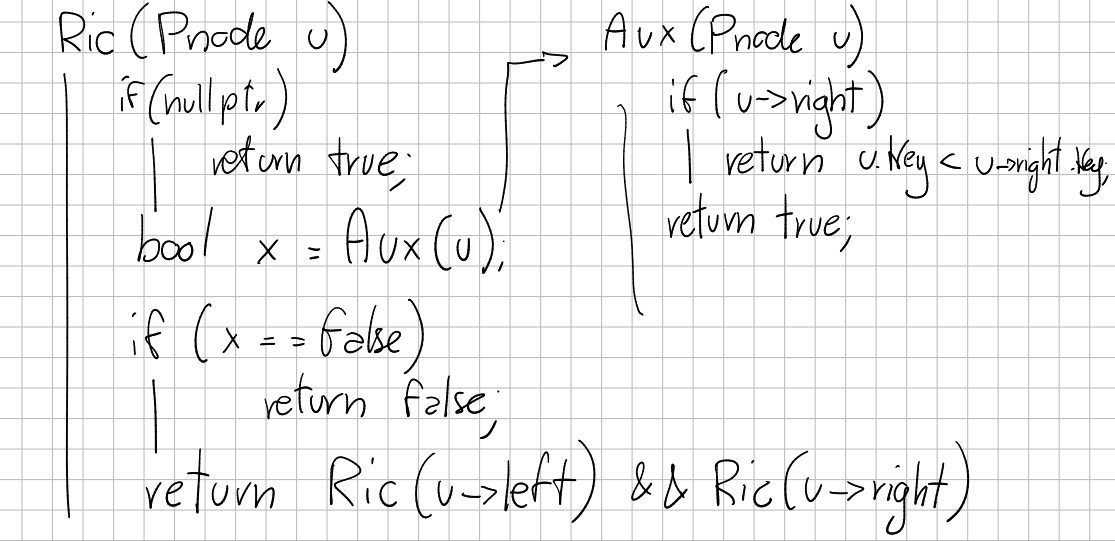 Ric (Pnode u)
if (nullptr)
return true;
bool x = Aux(u);
if (x == false)
return false;
return Ric(u->left) && Ric(u->right)
Aux (Pnode u)
if (u->right)
return u.key < u->right.key;
return true;